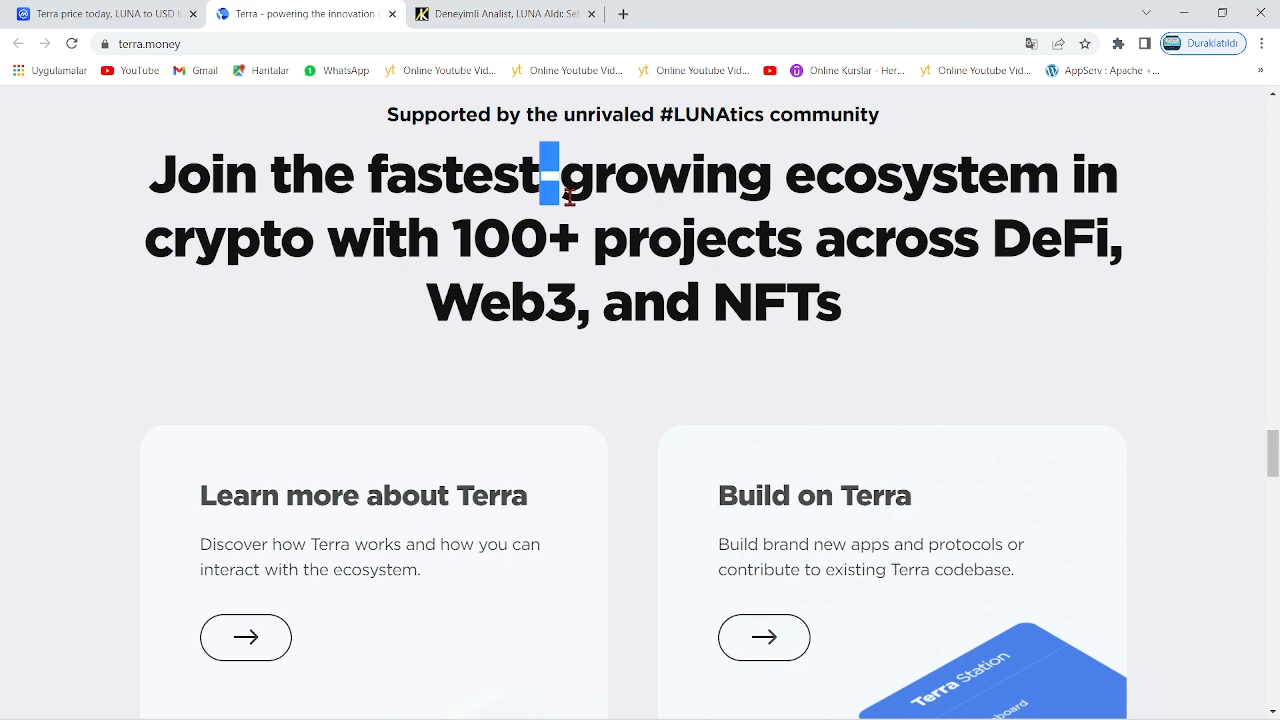 Terra price today, LUNA to USD l
Terra - powering the innovation
Deneyimli Analist, LUNA Aldı: Se
terra.money
Duraklatıldı
Uygulamalar
YouTube
Gmail
Haritalar
WhatsApp
Online Youtube Vid...
Online Youtube Vid...
Online Youtube Vid...
Online Kurslar - Her...
Online Youtube Vid...
AppServ : Apache +...
Supported by the unrivaled #LUNAtics community
Join the fastest-growing ecosystem in
crypto with 100+ projects across DeFi,
Web3, and NFTs
Learn more about Terra
Discover how Terra works and how you can
interact with the ecosystem.
Build on Terra
Build brand new apps and protocols or
contribute to existing Terra codebase.
Terra Station